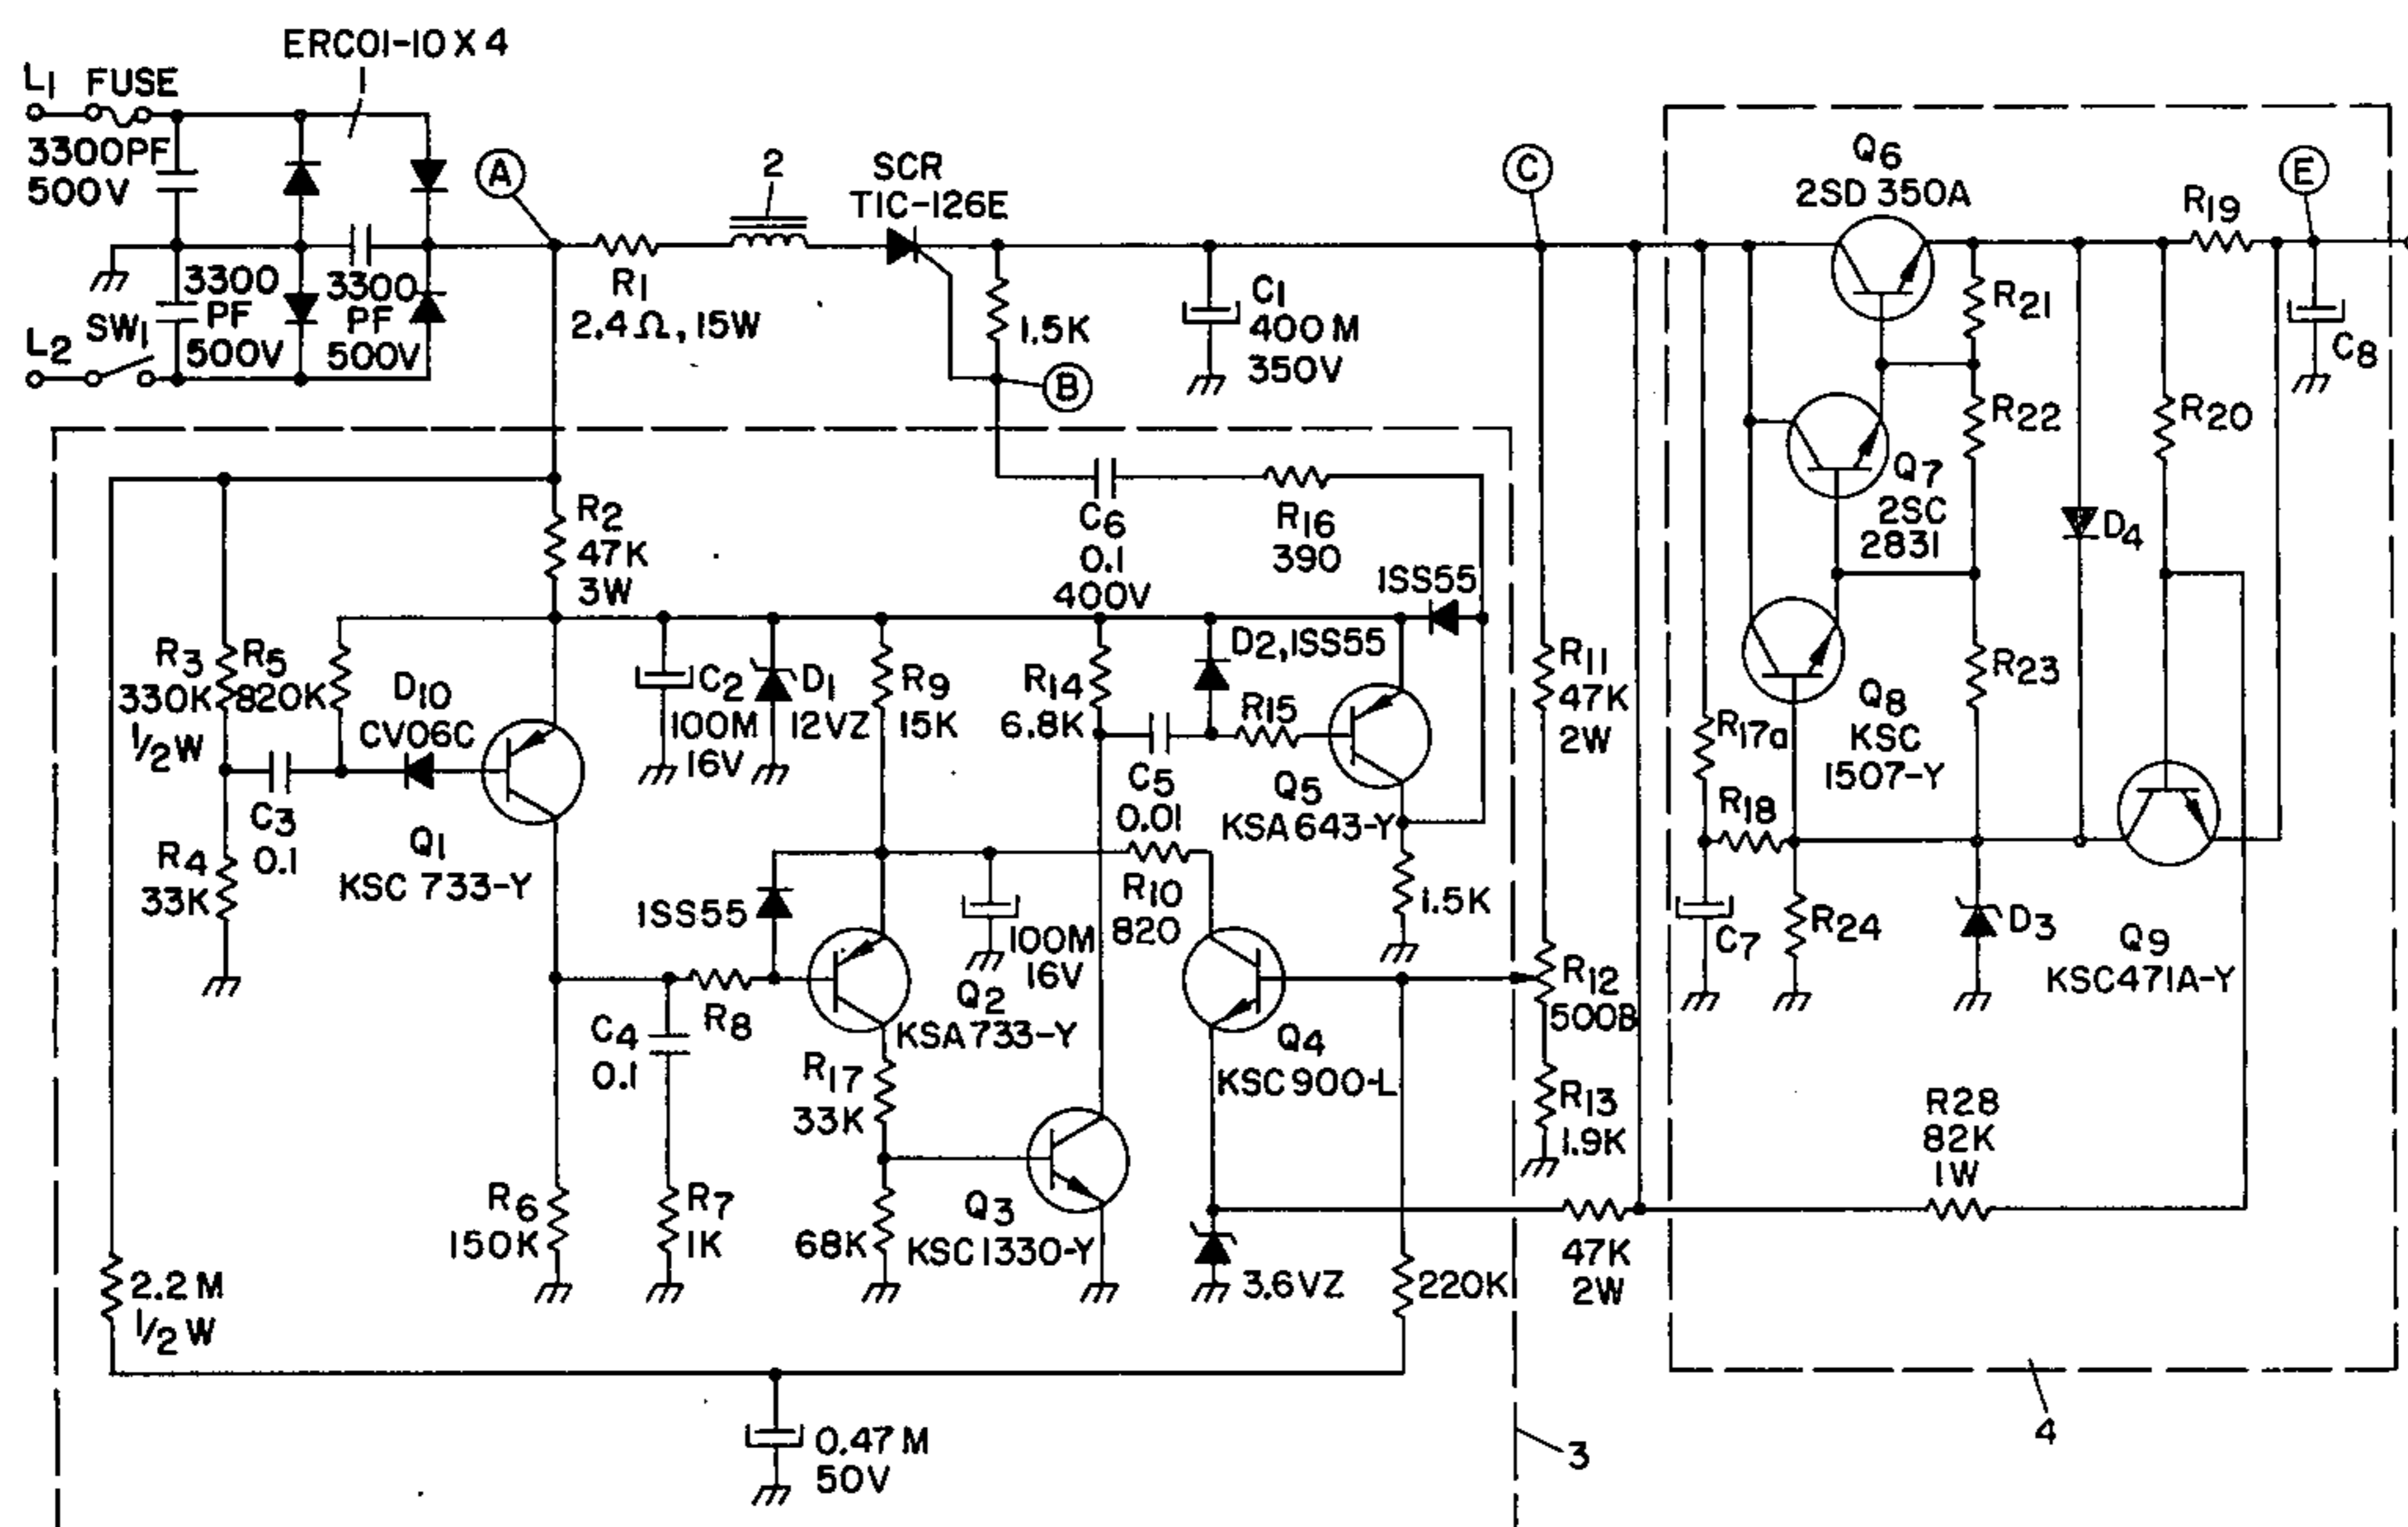 ERC01-10 X 4
1
L1 FUSE
3300PF
500V
3300
PF
500V
3300
PF
500V
L2 SW1
A
R1
2.4Ω, 15W
2
SCR
TIC-126E
1.5K
B
C1
400M
350V
C
Q6
2SD 350A
R19
E
R21
C8
R22
R20
Q7
2SC
2831
D4
R23
Q8
KSC
1507-Y
R17a
R18
C7
R24
D3
Q9
KSC471A-Y
R28
82K
1W
4
R2
47K
3W
C6
0.1
400V
R16
390
1SS55
R3
330K
1/2W
R5
820K
D10
CV06C
C2
100M
16V
D1
12VZ
R9
15K
R14
6.8K
D2,1SS55
R15
C5
0.01
Q5
KSA643-Y
R11
47K
2W
C3
0.1
R4
33K
Q1
KSC 733-Y
1SS55
100M
16V
R10
820
1.5K
R12
500B
Q2
KSA733-Y
C4
0.1
R8
R17
33K
Q4
KSC900-L
R13
1.9K
R6
150K
R7
1K
68K
Q3
KSC1330-Y
3.6VZ
220K
47K
2W
2.2M
1/2W
0.47M
50V
3